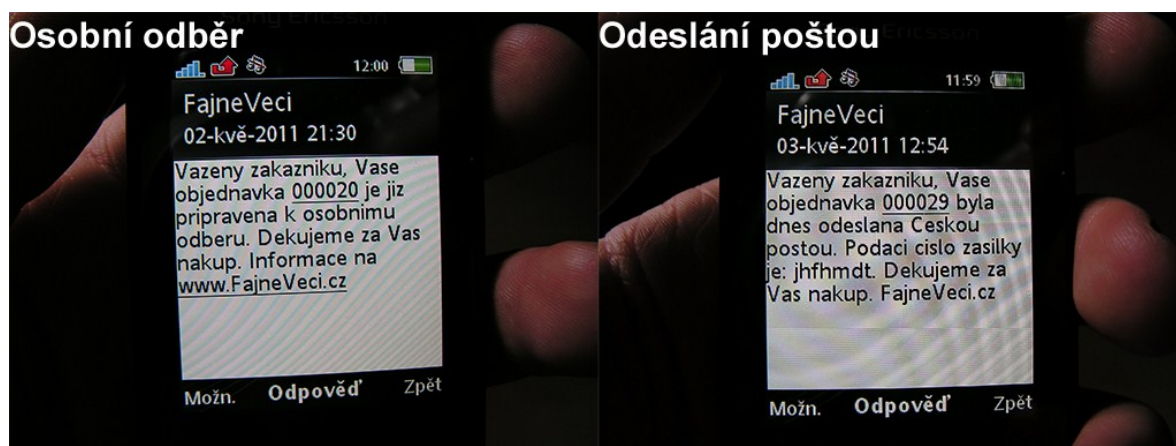 Osobní odběr
Sony Ericsson
12:00
FajneVeci
02-kvě-2011 21:30
Vazeny zakazniku, Vase
objednavka 000020 je jiz
pripravena k osobnimu
odberu. Dekujeme za Vas
nakup. Informace na
www.FajneVeci.cz
Možn. Odpověď Zpět
Odeslání poštou
Ericsson
11:59
FajneVeci
03-kvě-2011 12:54
Vazeny zakazniku, Vase
objednavka 000029 byla
dnes odeslana Ceskou
postou. Podaci cislo zasilky
je: jhfhmdt. Dekujeme za
Vas nakup. FajneVeci.cz
Možn. Odpověď Zpět